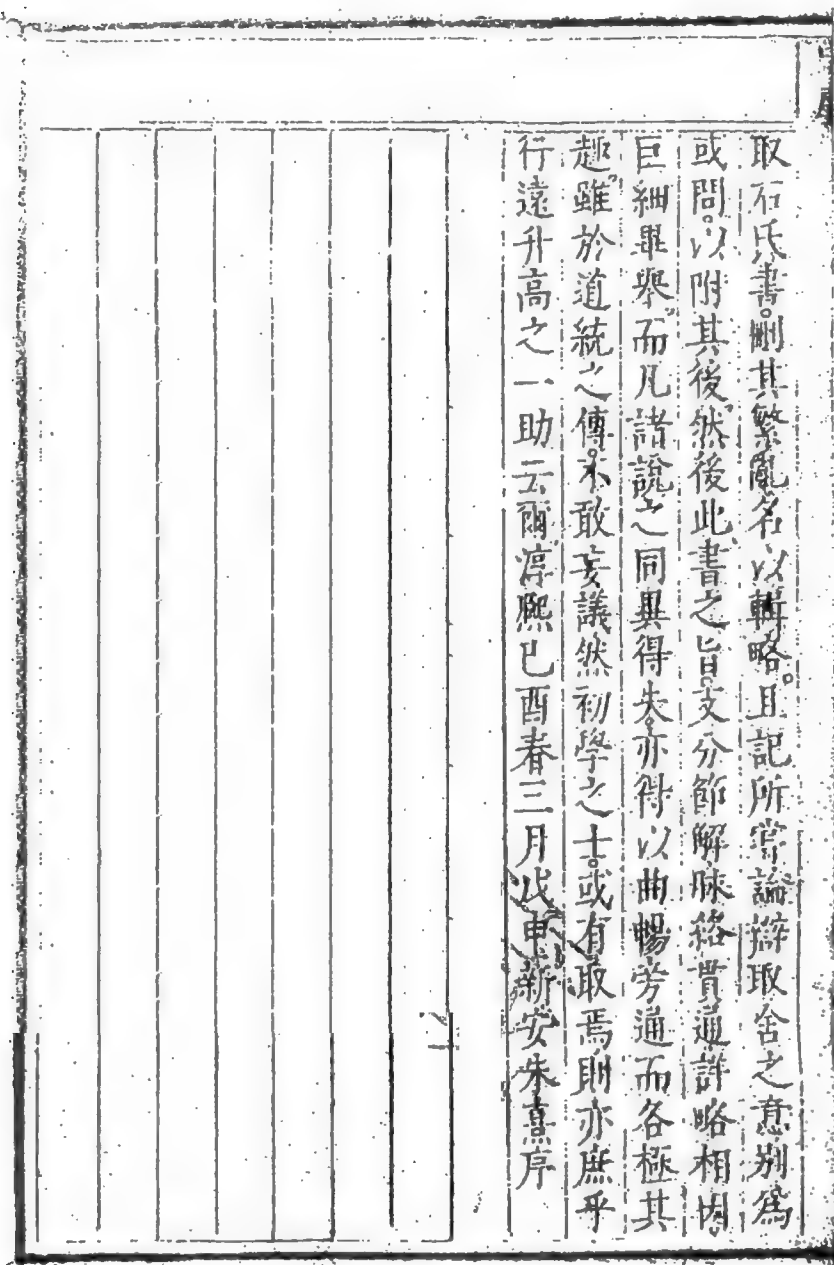 取石氏書。刪其繁亂名以輯略。且記所嘗論辯取舍之意別爲
或問。以附其後然後此書之旨。支分節解脉絡貫通詳略相因。
巨細畢擧。而凡諸說之同異得失。亦得以曲暢旁通而各極其
趣。雖於道統之傳。不敢妄議然初學之士。或有取焉則亦庶乎
行遠升高之一助云爾淳熙己酉春三月戊申新安朱熹序